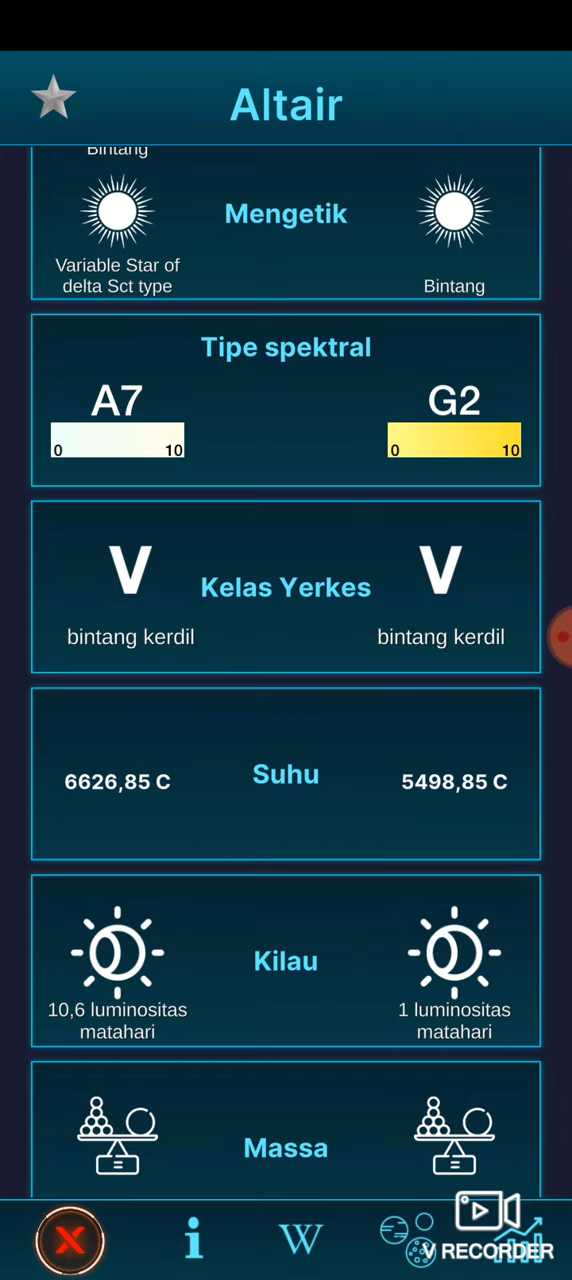 Altair
Bintang
Mengetik
Variable Star of
delta Sct type
Bintang
Tipe spektral
A7
G2
0 10
0 10
V
Kelas Yerkes
V
bintang kerdil
bintang kerdil
6626,85 C
Suhu
5498,85 C
Kilau
10,6 luminositas
matahari
1 luminositas
matahari
Massa
X
i
W
V RECORDER